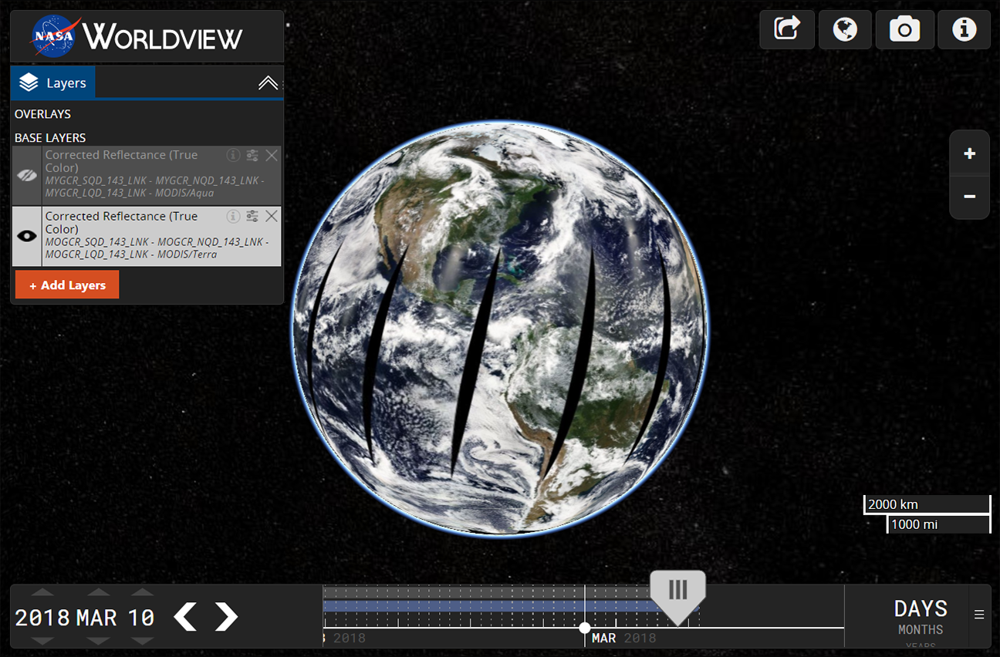 NASA WORLDVIEW
Layers
OVERLAYS
BASE LAYERS
Corrected Reflectance (True
Color)
MYGCR_SQD_143_LNK - MYGCR_NQD_143_LNK -
MYGCR_LQD_143_LNK - MODIS/Aqua
Corrected Reflectance (True
Color)
MOGCR_SQD_143_LNK - MOGCR_NQD_143_LNK -
MOGCR_LQD_143_LNK - MODIS/Terra
+ Add Layers
+
−
2000 km
1000 mi
2018 MAR 10
2018
MAR 2018
DAYS
MONTHS
YEARS